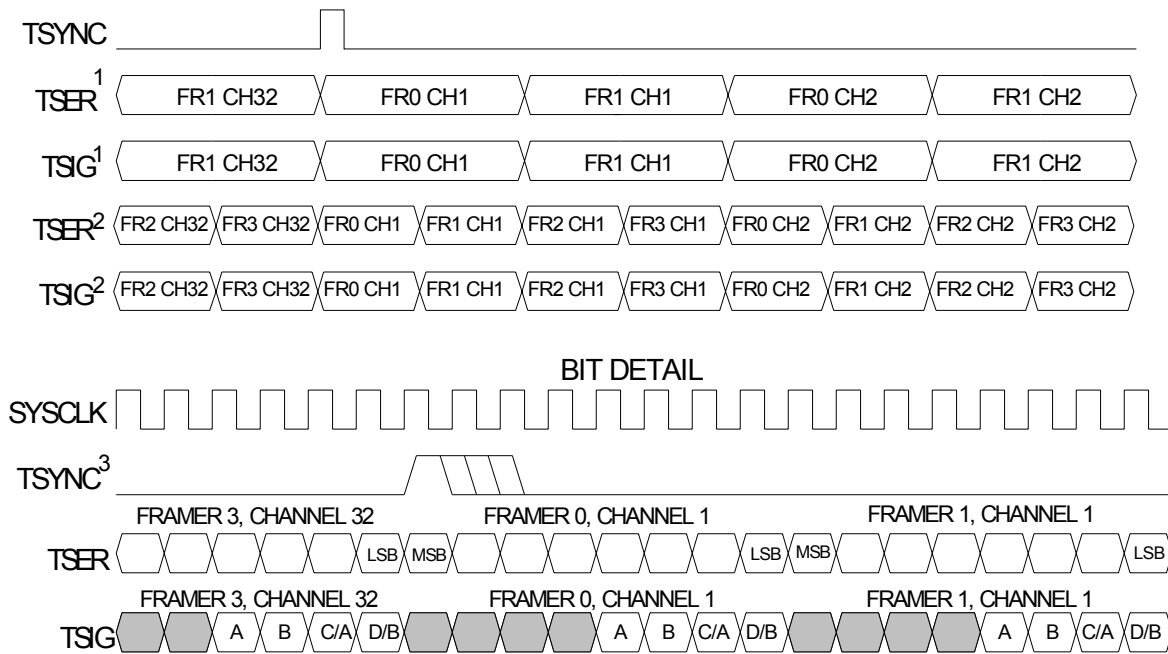 TSYNC
TSER1 FR1 CH32 FR0 CH1 FR1 CH1 FR0 CH2 FR1 CH2
TSIG1 FR1 CH32 FR0 CH1 FR1 CH1 FR0 CH2 FR1 CH2
TSER2 FR2 CH32 FR3 CH32 FR0 CH1 FR1 CH1 FR2 CH1 FR3 CH1 FR0 CH2 FR1 CH2 FR2 CH2 FR3 CH2
TSIG2 FR2 CH32 FR3 CH32 FR0 CH1 FR1 CH1 FR2 CH1 FR3 CH1 FR0 CH2 FR1 CH2 FR2 CH2 FR3 CH2
BIT DETAIL
SYSCLK
TSYNC3
FRAMER 3, CHANNEL 32 FRAMER 0, CHANNEL 1 FRAMER 1, CHANNEL 1
TSER LSB MSB LSB MSB LSB
FRAMER 3, CHANNEL 32 FRAMER 0, CHANNEL 1 FRAMER 1, CHANNEL 1
TSIG A B C/A D/B A B C/A D/B A B C/A D/B